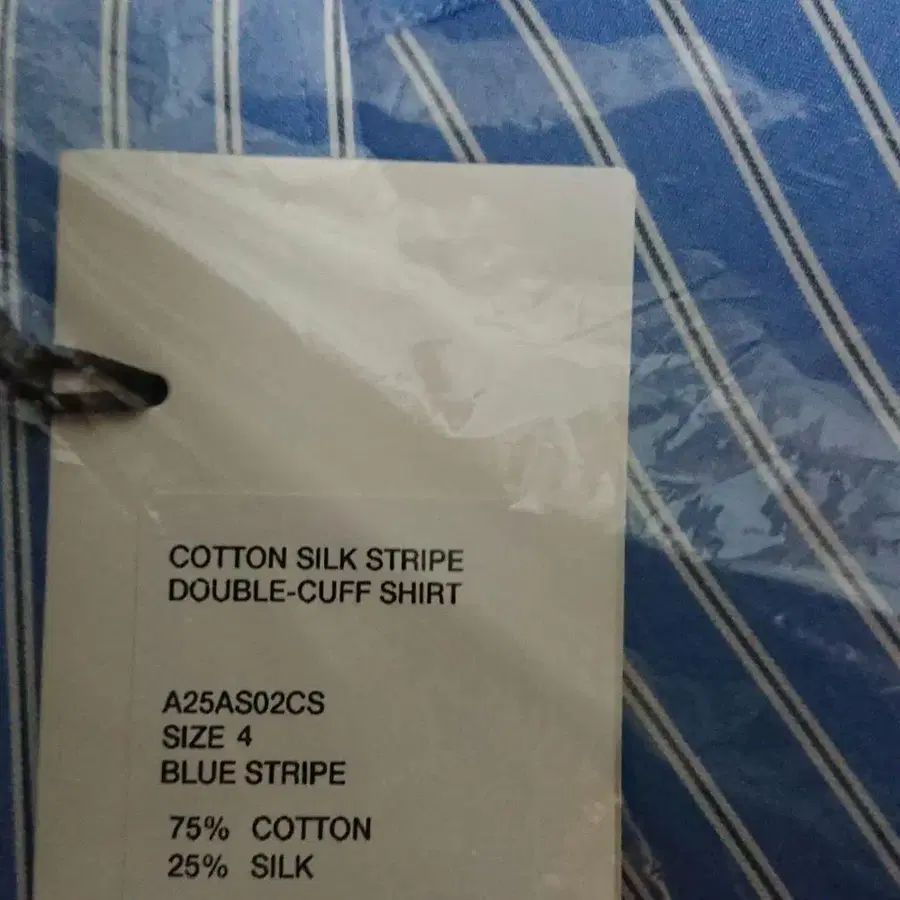 COTTON SILK STRIPE
DOUBLE-CUFF SHIRT
A25AS02CS
SIZE 4
BLUE STRIPE
75% COTTON
25% SILK